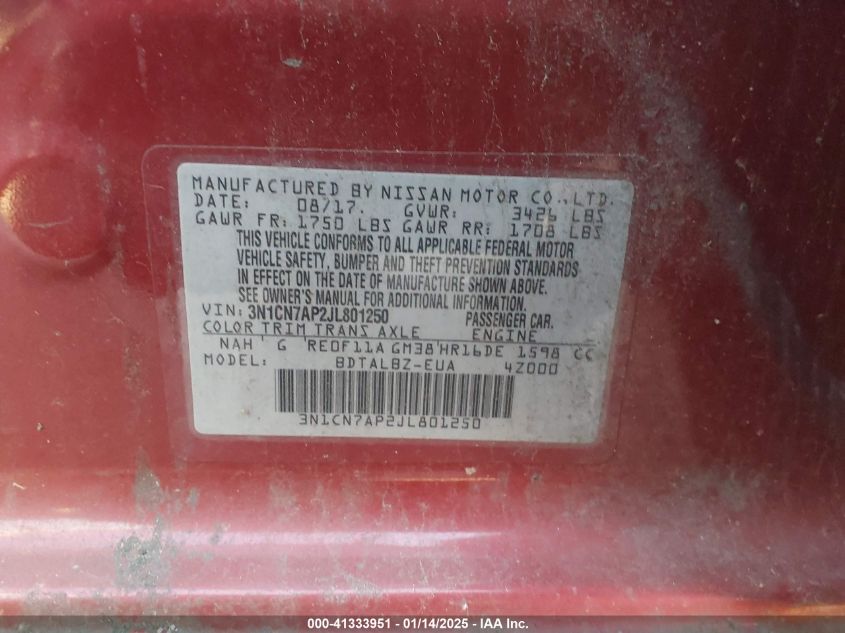 MANUFACTURED BY NISSAN MOTOR CO.,LTD.
DATE: 08/17. GVWR: 3426 LBS
GAWR FR: 1750 LBS GAWR RR: 1708 LBS
THIS VEHICLE CONFORMS TO ALL APPLICABLE FEDERAL MOTOR
VEHICLE SAFETY, BUMPER AND THEFT PREVENTION STANDARDS
IN EFFECT ON THE DATE OF MANUFACTURE SHOWN ABOVE.
SEE OWNER'S MANUAL FOR ADDITIONAL INFORMATION.
VIN: 3N1CN7AP2JL801250 PASSENGER CAR.
COLOR TRIM TRANS AXLE ENGINE
NAH G RE0F11A GM38 HR16DE 1598 CC
MODEL: BDTALBZ-EUA 4Z000
3N1CN7AP2JL801250
000-41333951 - 01/14/2025 - IAA Inc.